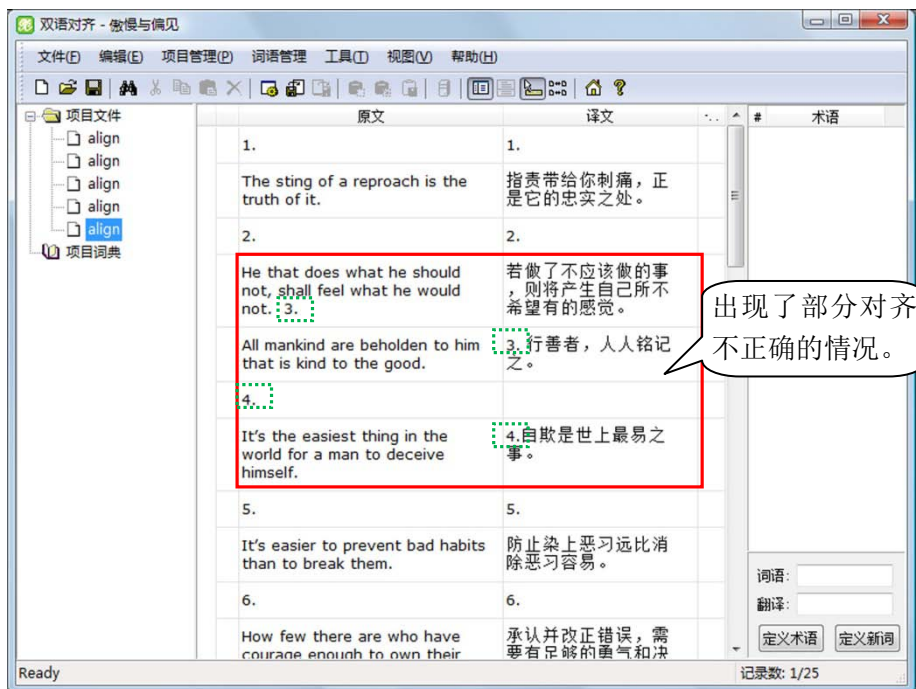 双语对齐 - 傲慢与偏见
文件(F) 编辑(E) 项目管理(P) 词语管理 工具(T) 视图(V) 帮助(H)
项目文件
align
align
align
align
align
项目词典
原文 译文 # 术语
1. 1.
The sting of a reproach is the 指责带给你刺痛，正
truth of it. 是它的忠实之处。
2. 2.
He that does what he should 若做了不应该做的事
not, shall feel what he would ，则将产生自己所不
not. 3. 希望有的感觉。
All mankind are beholden to him 3. 行善者，人人铭记
that is kind to the good. 之。
4.
It's the easiest thing in the 4.自欺是世上最易之
world for a man to deceive 事。
himself.
5. 5.
It's easier to prevent bad habits 防止染上恶习远比消
than to break them. 除恶习容易。
6. 6.
How few there are who have 承认并改正错误，需
courage enough to own their 要有足够的勇气和决
出现了部分对齐
不正确的情况。
词语:
翻译:
定义术语 定义新词
Ready 记录数: 1/25